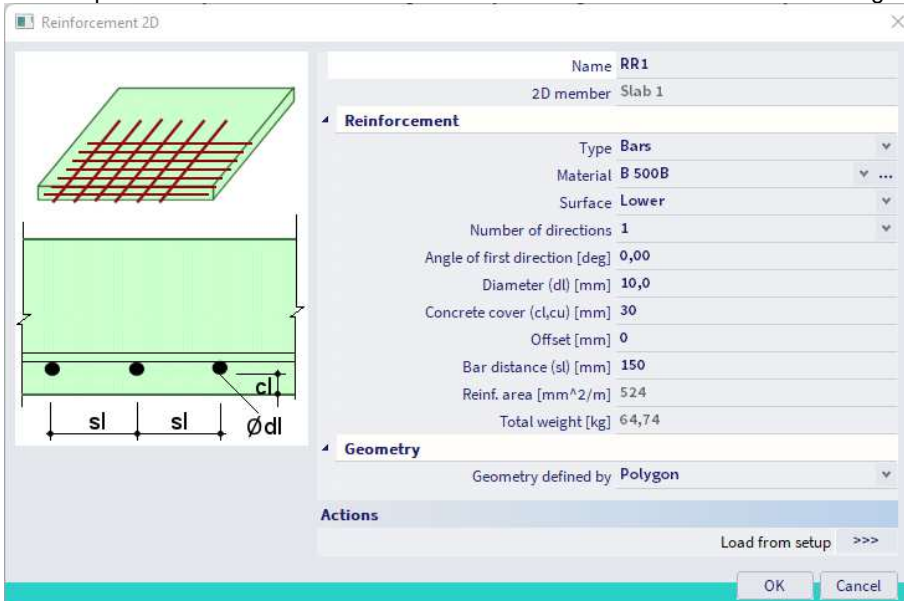 Reinforcement 2D
Name RR1
2D member Slab 1
Reinforcement
Type Bars
Material B 500B ...
Surface Lower
Number of directions 1
Angle of first direction [deg] 0,00
Diameter (dl) [mm] 10,0
Concrete cover (cl,cu) [mm] 30
Offset [mm] 0
Bar distance (sl) [mm] 150
Reinf. area [mm^2/m] 524
Total weight [kg] 64,74
Geometry
Geometry defined by Polygon
Actions
Load from setup >>>
OK Cancel
cl
sl sl Ødl